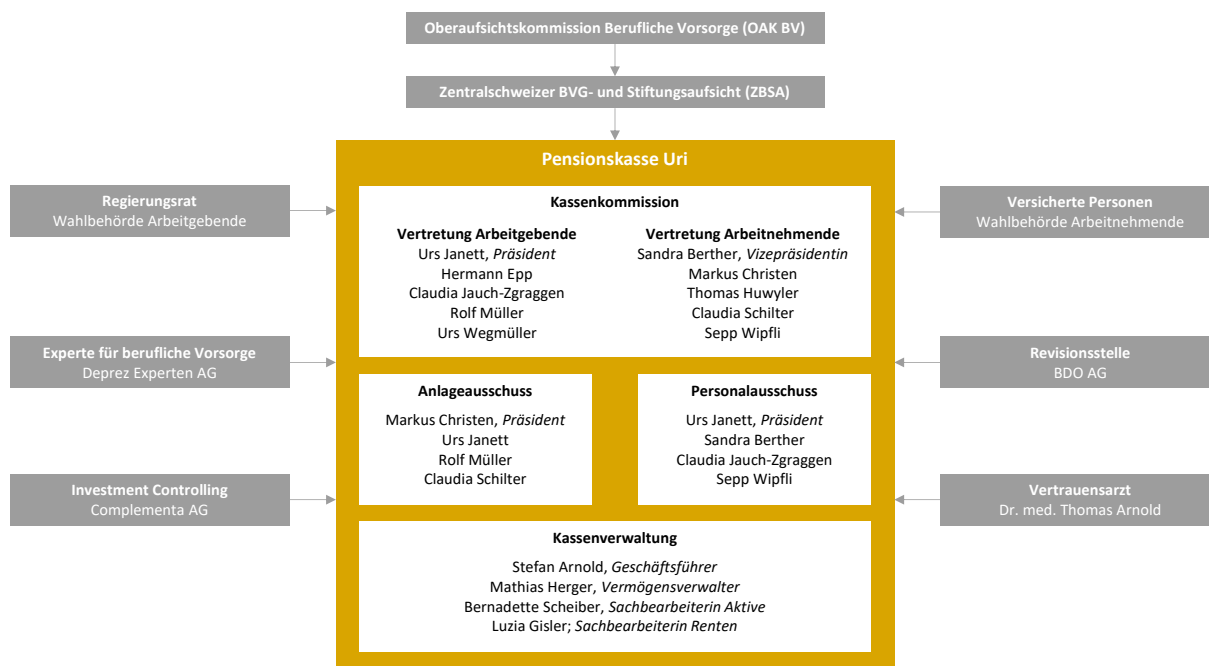 Oberaufsichtskommission Berufliche Vorsorge (OAK BV)
Zentralschweizer BVG- und Stiftungsaufsicht (ZBSA)
Pensionskasse Uri
Regierungsrat
Wahlbehörde Arbeitgebende
Experte für berufliche Vorsorge
Deprez Experten AG
Investment Controlling
Complementa AG
Kassenkommission
Vertretung Arbeitgebende
Urs Janett, Präsident
Hermann Epp
Claudia Jauch-Zgraggen
Rolf Müller
Urs Wegmüller
Vertretung Arbeitnehmende
Sandra Berther, Vizepräsidentin
Markus Christen
Thomas Huwyler
Claudia Schilter
Sepp Wipfli
Anlageausschuss
Markus Christen, Präsident
Urs Janett
Rolf Müller
Claudia Schilter
Personalausschuss
Urs Janett, Präsident
Sandra Berther
Claudia Jauch-Zgraggen
Sepp Wipfli
Kassenverwaltung
Stefan Arnold, Geschäftsführer
Mathias Herger, Vermögensverwalter
Bernadette Scheiber, Sachbearbeiterin Aktive
Luzia Gisler; Sachbearbeiterin Renten
Versicherte Personen
Wahlbehörde Arbeitnehmende
Revisionsstelle
BDO AG
Vertrauensarzt
Dr. med. Thomas Arnold